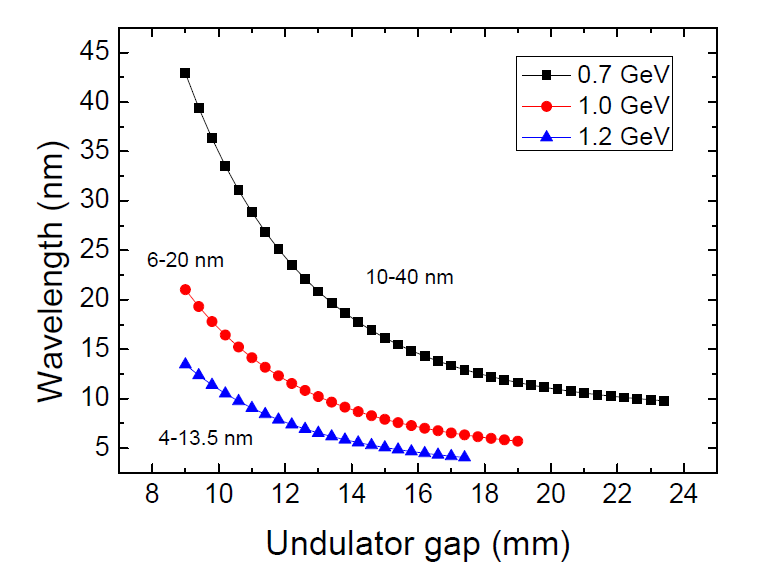 45
40
35
30
25
20
15
10
5
Wavelength (nm)
0.7 GeV
1.0 GeV
1.2 GeV
6-20 nm
10-40 nm
4-13.5 nm
8 10 12 14 16 18 20 22 24
Undulator gap (mm)